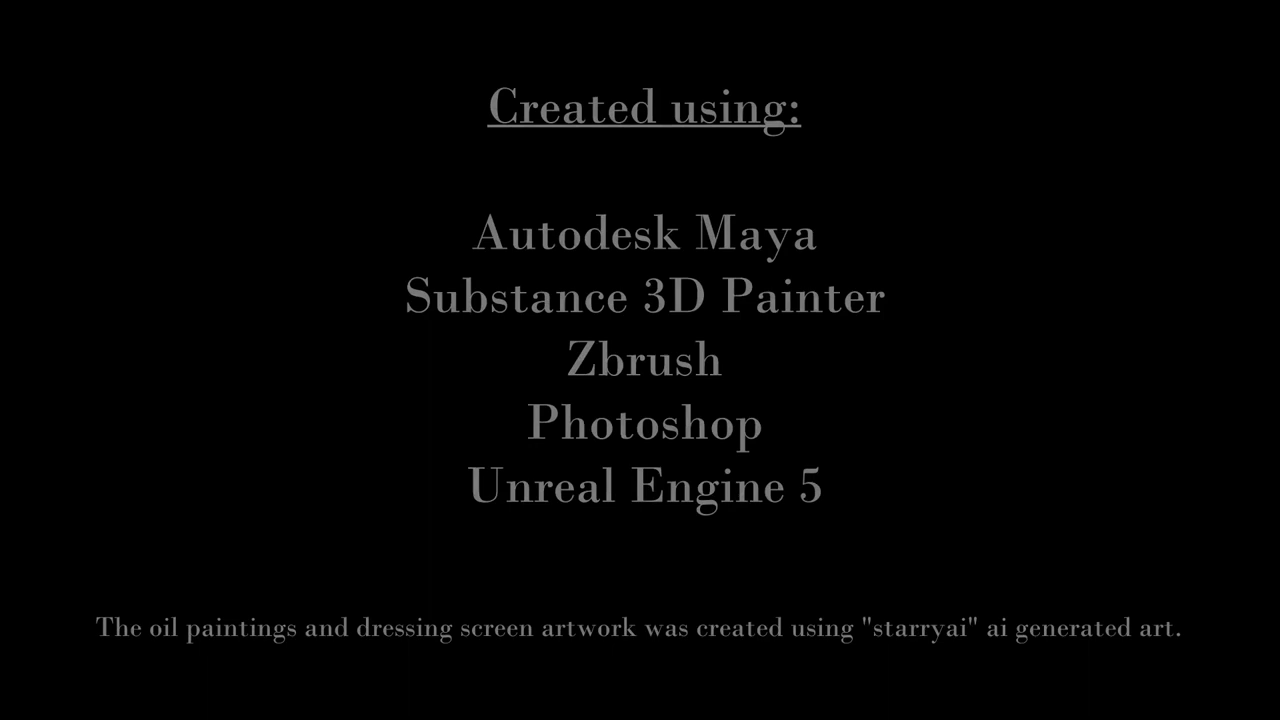 Created using:
Autodesk Maya
Substance 3D Painter
Zbrush
Photoshop
Unreal Engine 5
The oil paintings and dressing screen artwork was created using "starryai" ai generated art.